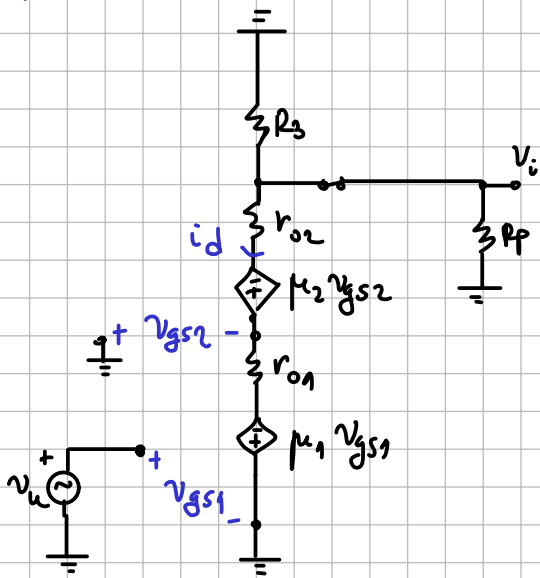 R3
Vi
ro2
Rp
id
μ2 Vgs2
+ Vgs2 -
ro1
μ1 Vgs1
+
Vu
+
Vgs1
-